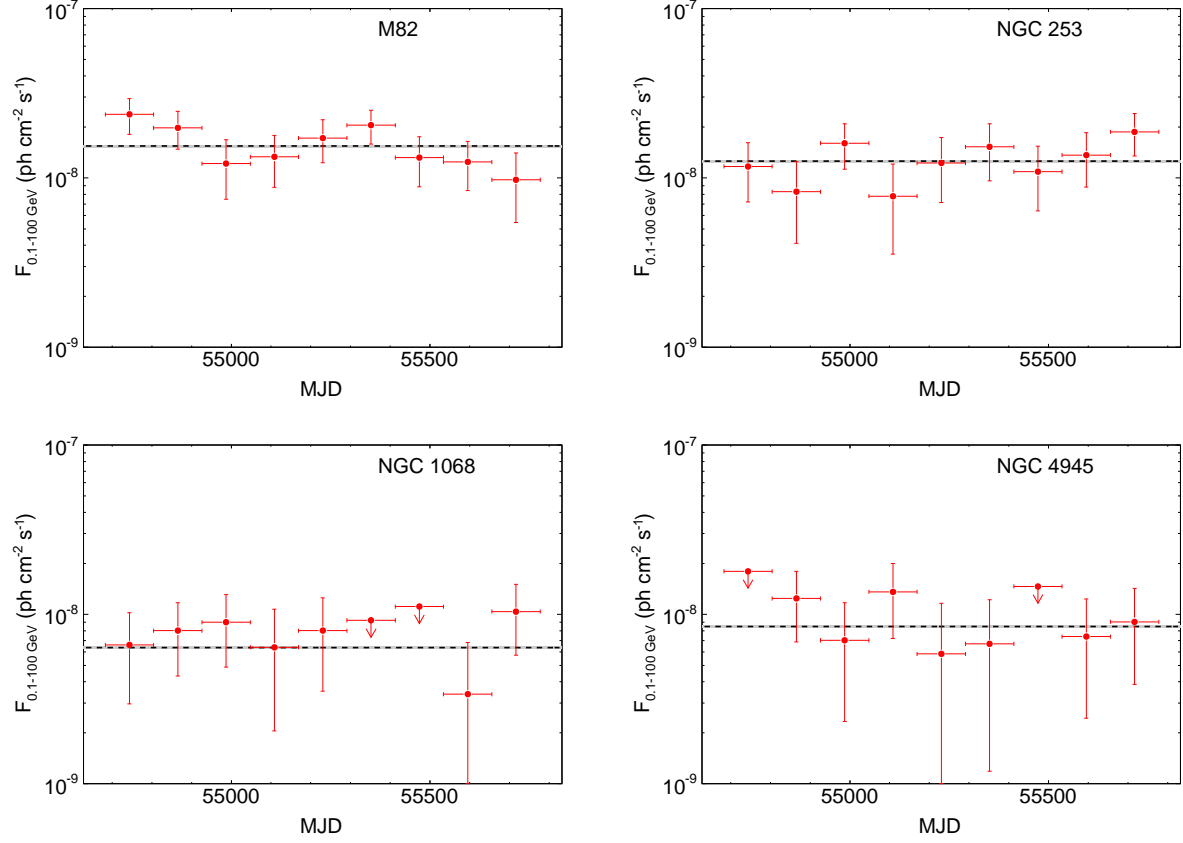 M82
10⁻⁷
10⁻⁸
10⁻⁹
F0.1-100 GeV (ph cm⁻² s⁻¹)
55000 55500
MJD
NGC 253
10⁻⁷
10⁻⁸
10⁻⁹
F0.1-100 GeV (ph cm⁻² s⁻¹)
55000 55500
MJD
NGC 1068
10⁻⁷
10⁻⁸
10⁻⁹
F0.1-100 GeV (ph cm⁻² s⁻¹)
55000 55500
MJD
NGC 4945
10⁻⁷
10⁻⁸
10⁻⁹
F0.1-100 GeV (ph cm⁻² s⁻¹)
55000 55500
MJD